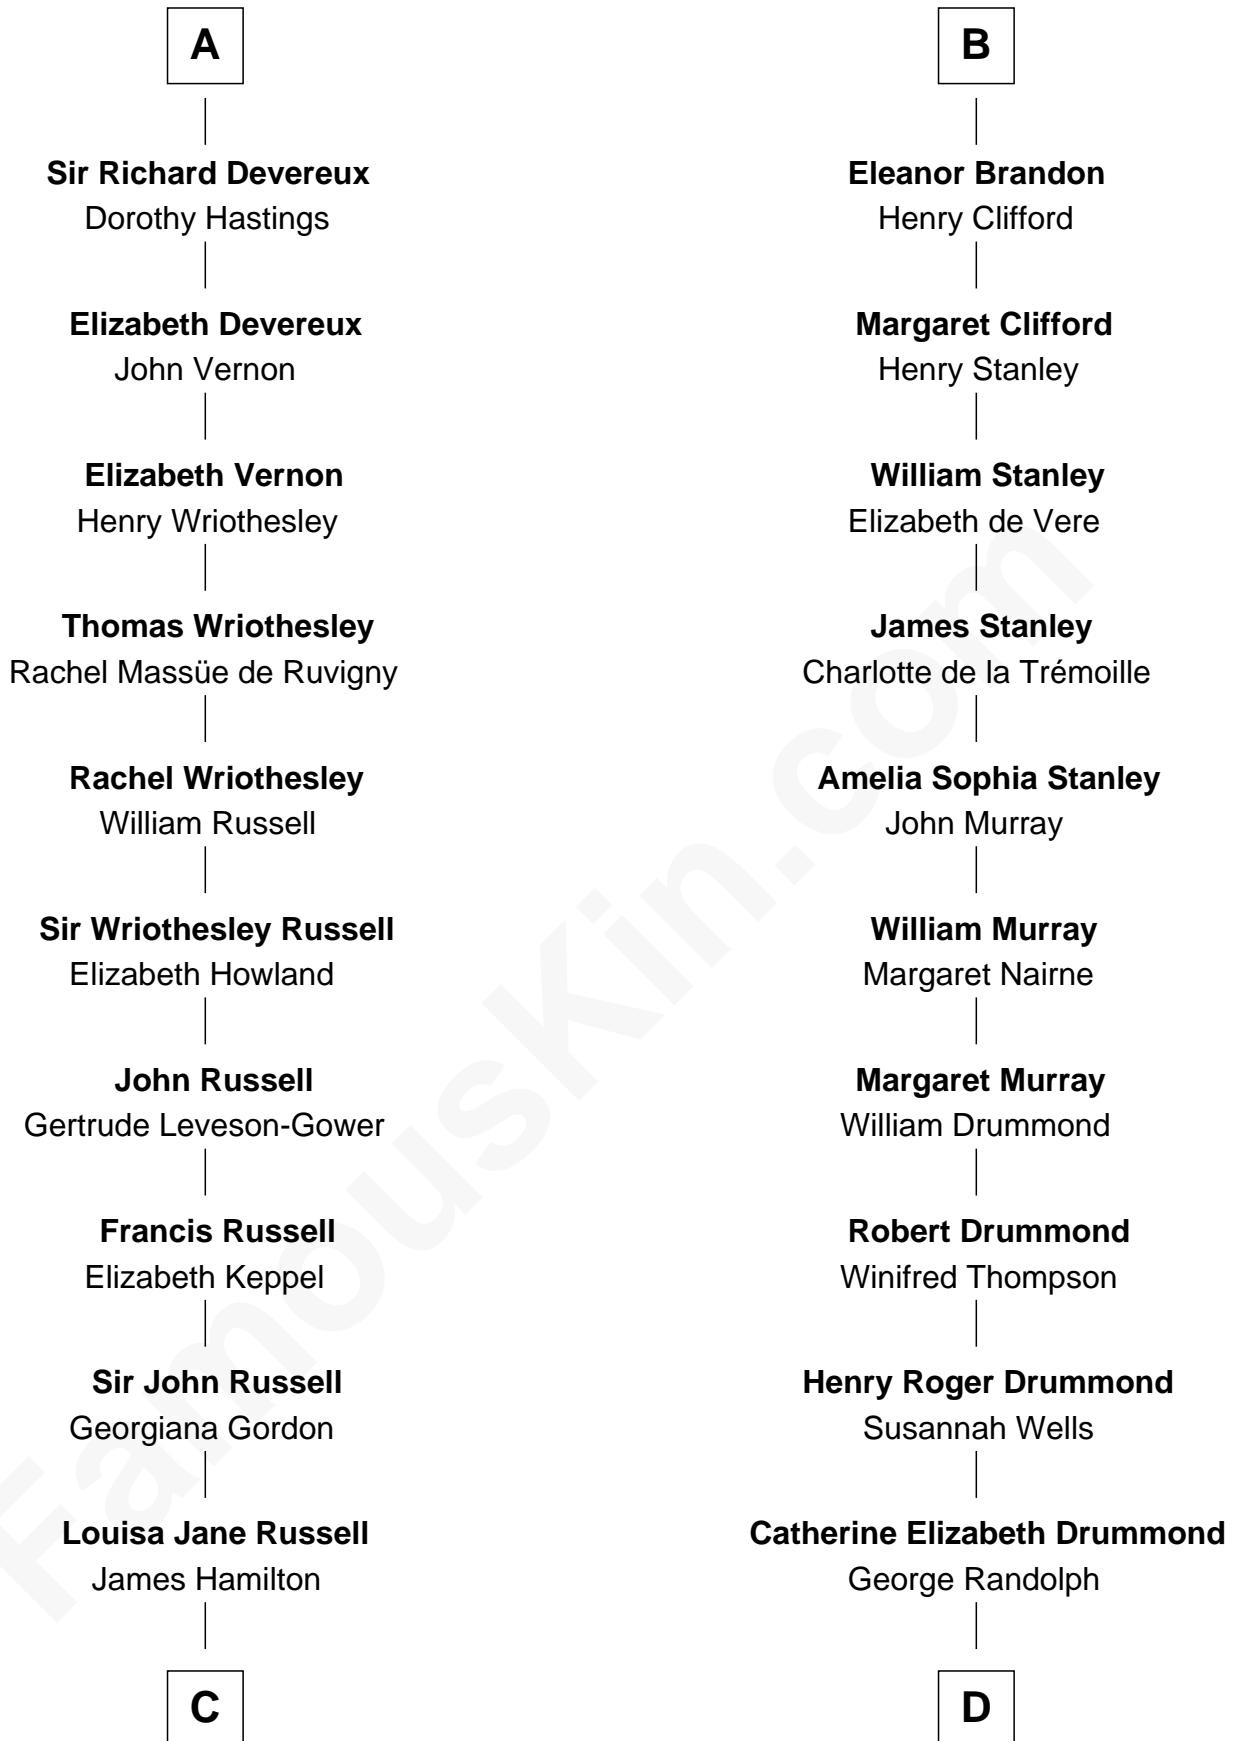 A
Sir Richard Devereux
Dorothy Hastings
Elizabeth Devereux
John Vernon
Elizabeth Vernon
Henry Wriothesley
Thomas Wriothesley
Rachel Massüe de Ruvigny
Rachel Wriothesley
William Russell
Sir Wriothesley Russell
Elizabeth Howland
John Russell
Gertrude Leveson-Gower
Francis Russell
Elizabeth Keppel
Sir John Russell
Georgiana Gordon
Louisa Jane Russell
James Hamilton
C
B
Eleanor Brandon
Henry Clifford
Margaret Clifford
Henry Stanley
William Stanley
Elizabeth de Vere
James Stanley
Charlotte de la Trémoille
Amelia Sophia Stanley
John Murray
William Murray
Margaret Nairne
Margaret Murray
William Drummond
Robert Drummond
Winifred Thompson
Henry Roger Drummond
Susannah Wells
Catherine Elizabeth Drummond
George Randolph
D
FamousKin.com